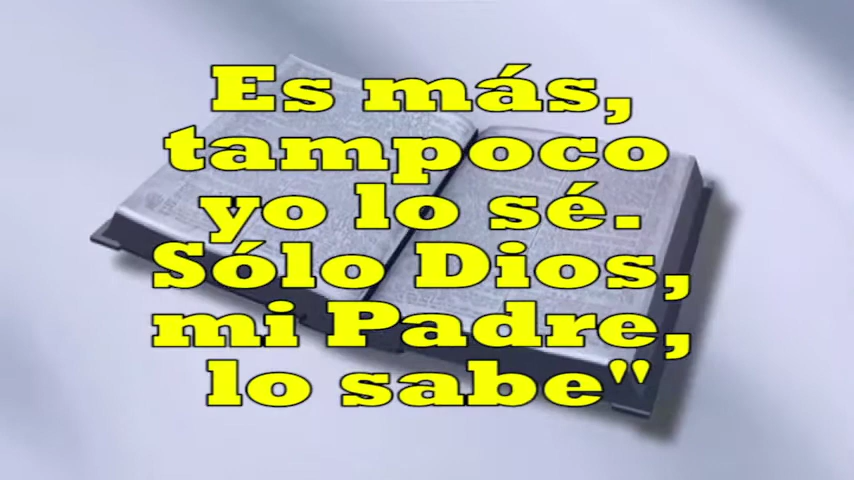 Es más,
tampoco
yo lo sé.
Sólo Dios,
mi Padre,
lo sabe"